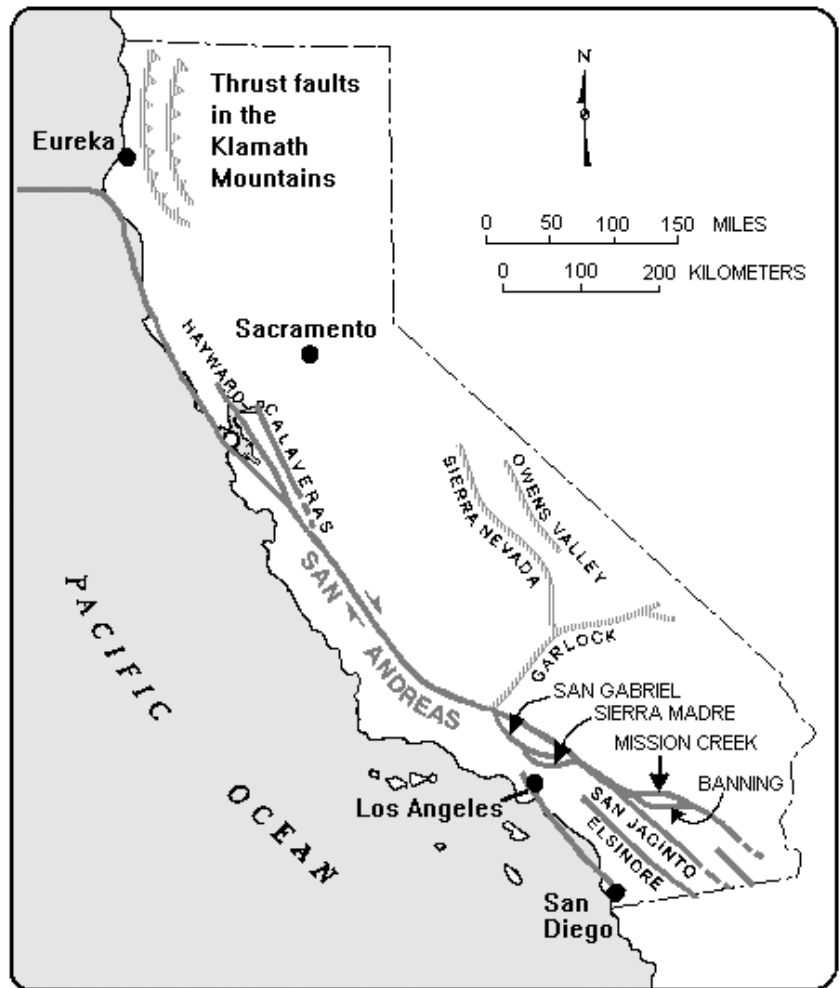 Thrust faults
in the
Klamath
Mountains
N
Eureka
0 50 100 150 MILES
0 100 200 KILOMETERS
Sacramento
HAYWARD
CALAVERAS
SIERRA NEVADA
OWENS VALLEY
SAN
ANDREAS
GARLOCK
SAN GABRIEL
SIERRA MADRE
MISSION CREEK
BANNING
PACIFIC
OCEAN
Los Angeles
SAN JACINTO
ELSINORE
San
Diego